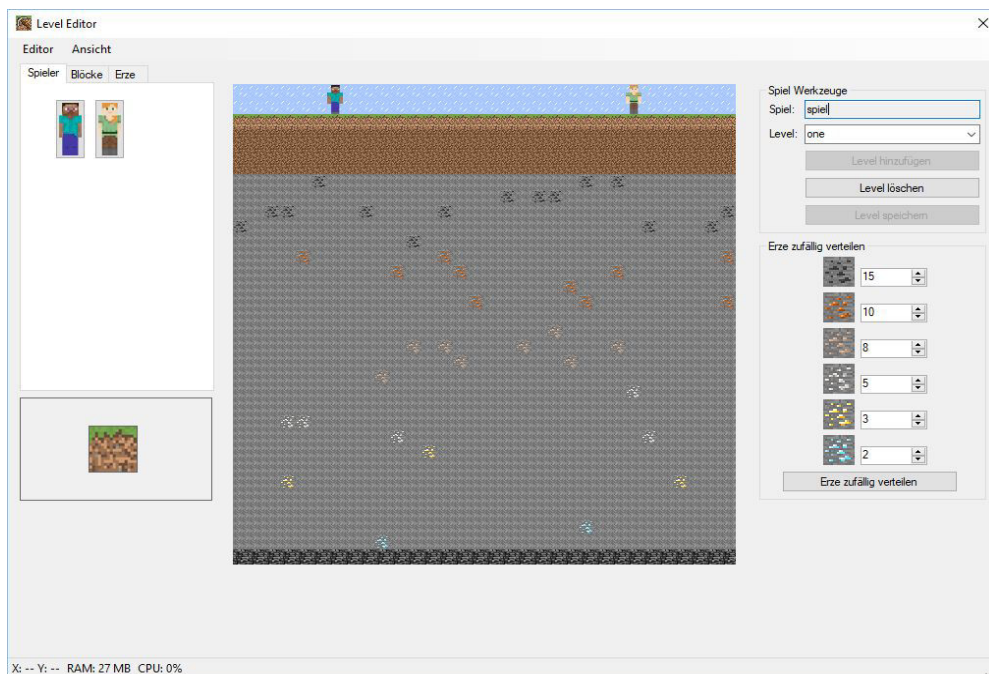 Level Editor
Editor Ansicht
Spieler Blöcke Erze
Spiel Werkzeuge
Spiel: spiel
Level: one
Level hinzufügen
Level löschen
Level speichern
Erze zufällig verteilen
15
10
8
5
3
2
Erze zufällig verteilen
X: -- Y: -- RAM: 27 MB CPU: 0%